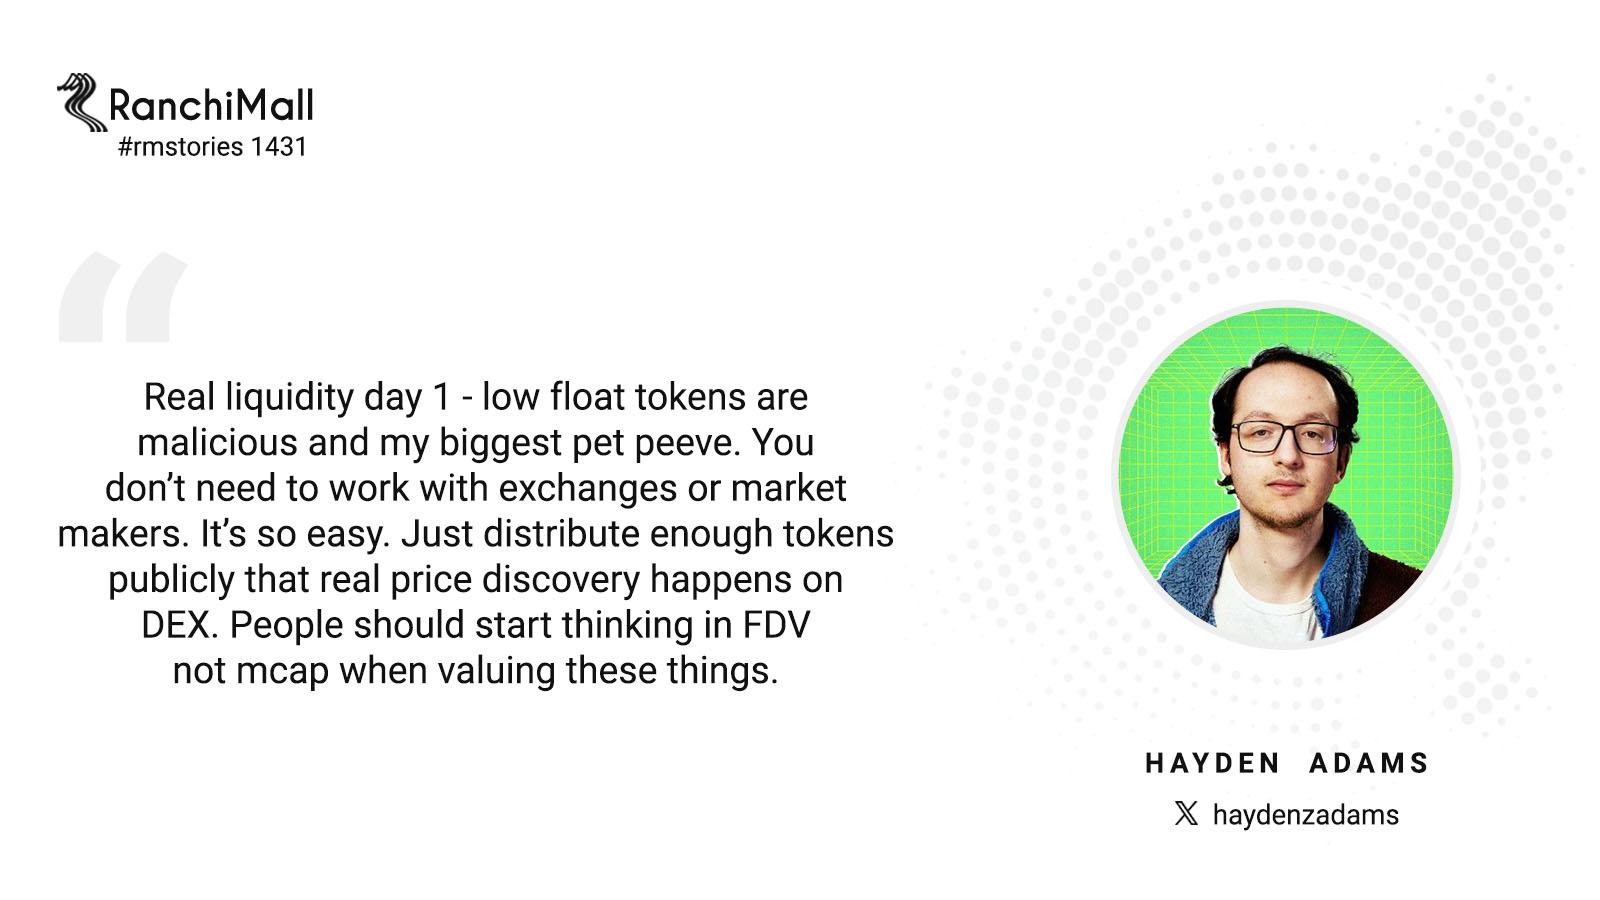 RanchiMall
#rmstories 1431
“
Real liquidity day 1 - low float tokens are
malicious and my biggest pet peeve. You
don’t need to work with exchanges or market
makers. It’s so easy. Just distribute enough tokens
publicly that real price discovery happens on
DEX. People should start thinking in FDV
not mcap when valuing these things.
HAYDEN ADAMS
𝕏 haydenzadams